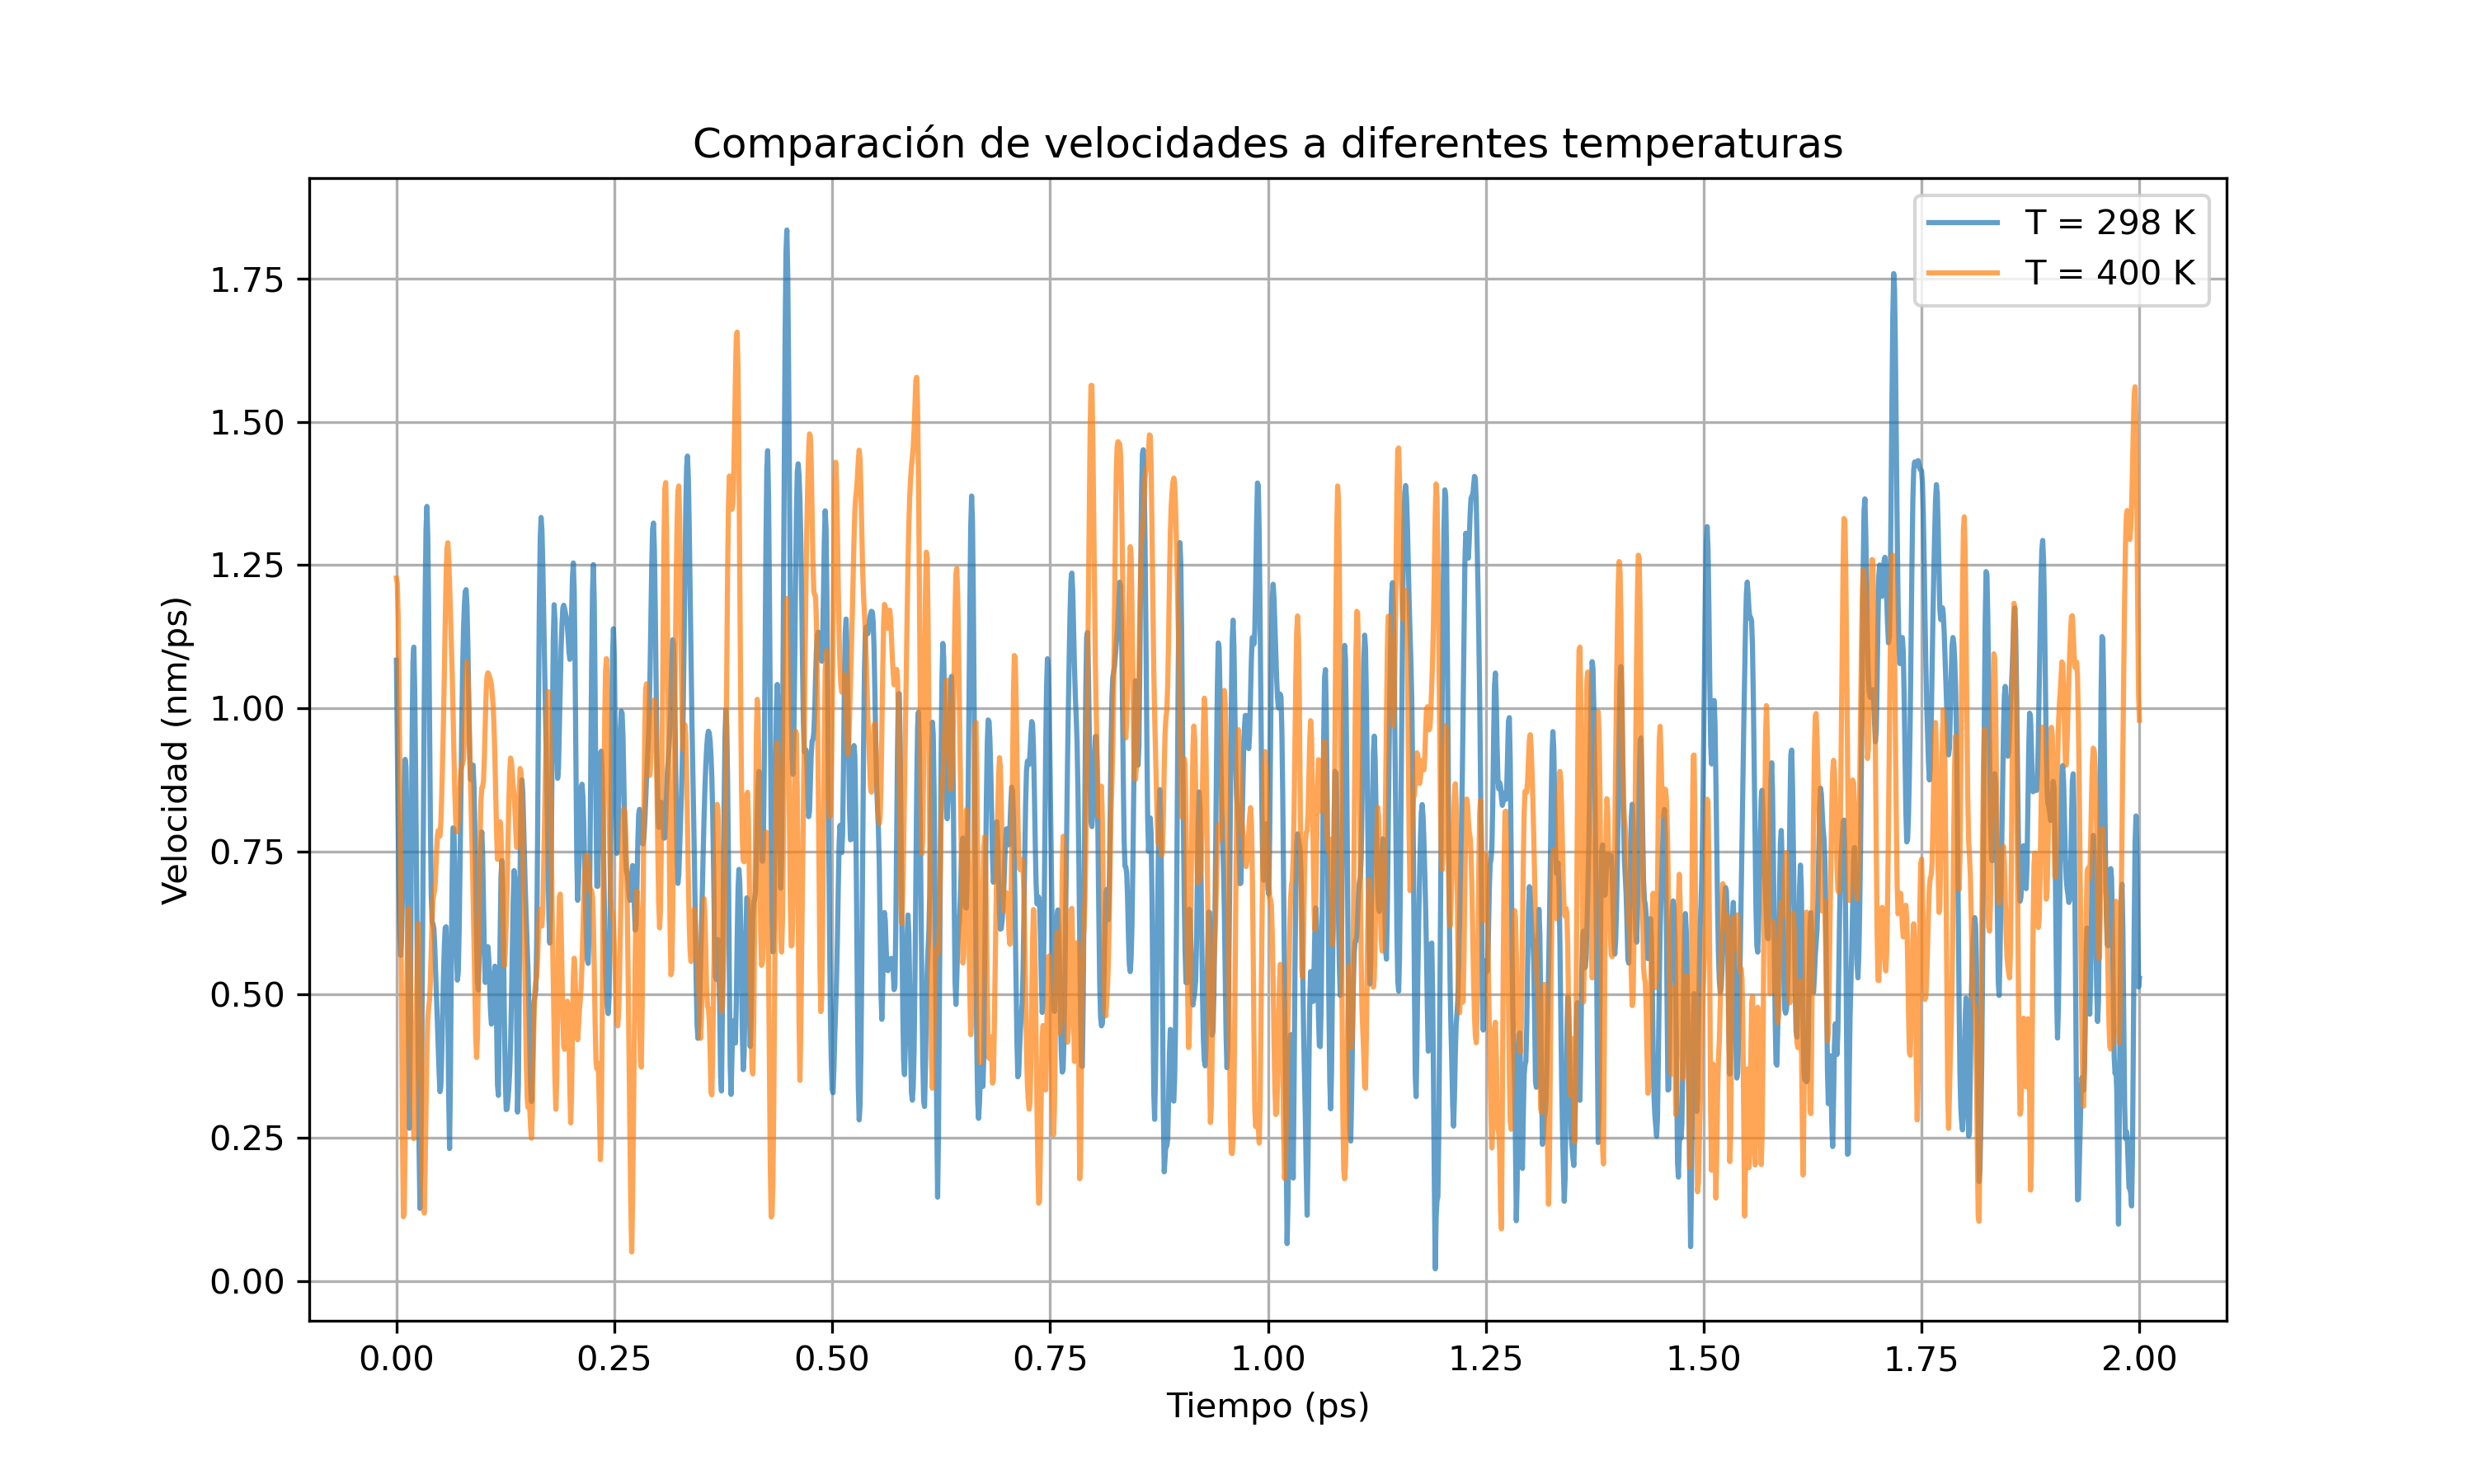 Comparación de velocidades a diferentes temperaturas
T = 298 K
T = 400 K
Velocidad (nm/ps)
1.75
1.50
1.25
1.00
0.75
0.50
0.25
0.00
0.00 0.25 0.50 0.75 1.00 1.25 1.50 1.75 2.00
Tiempo (ps)